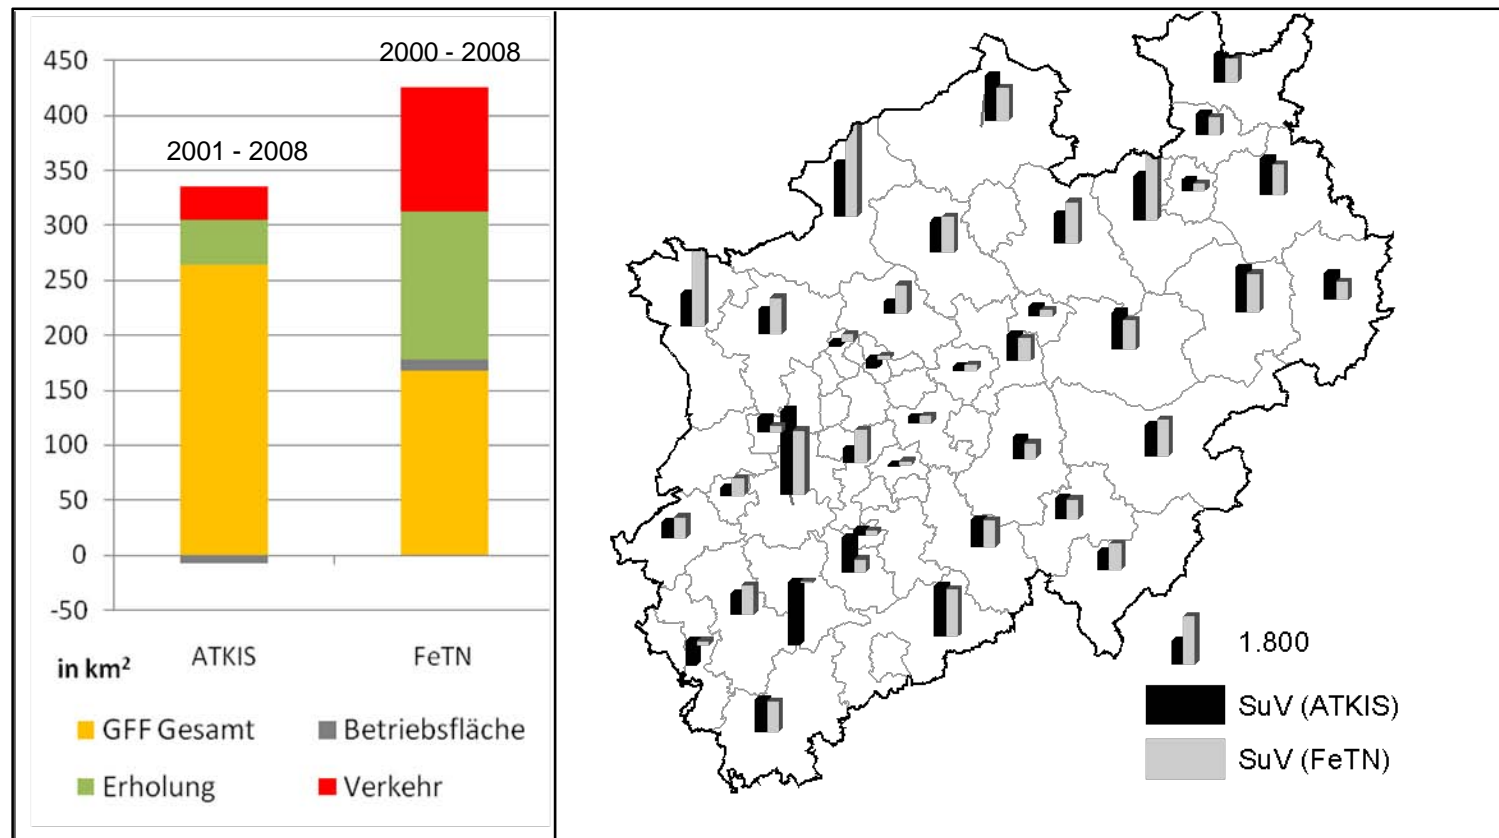 2000 - 2008
450
400
2001 - 2008
350
300
250
200
150
100
50
0
-50
in km²
ATKIS
FeTN
GFF Gesamt
Betriebsfläche
Erholung
Verkehr
1.800
SuV (ATKIS)
SuV (FeTN)